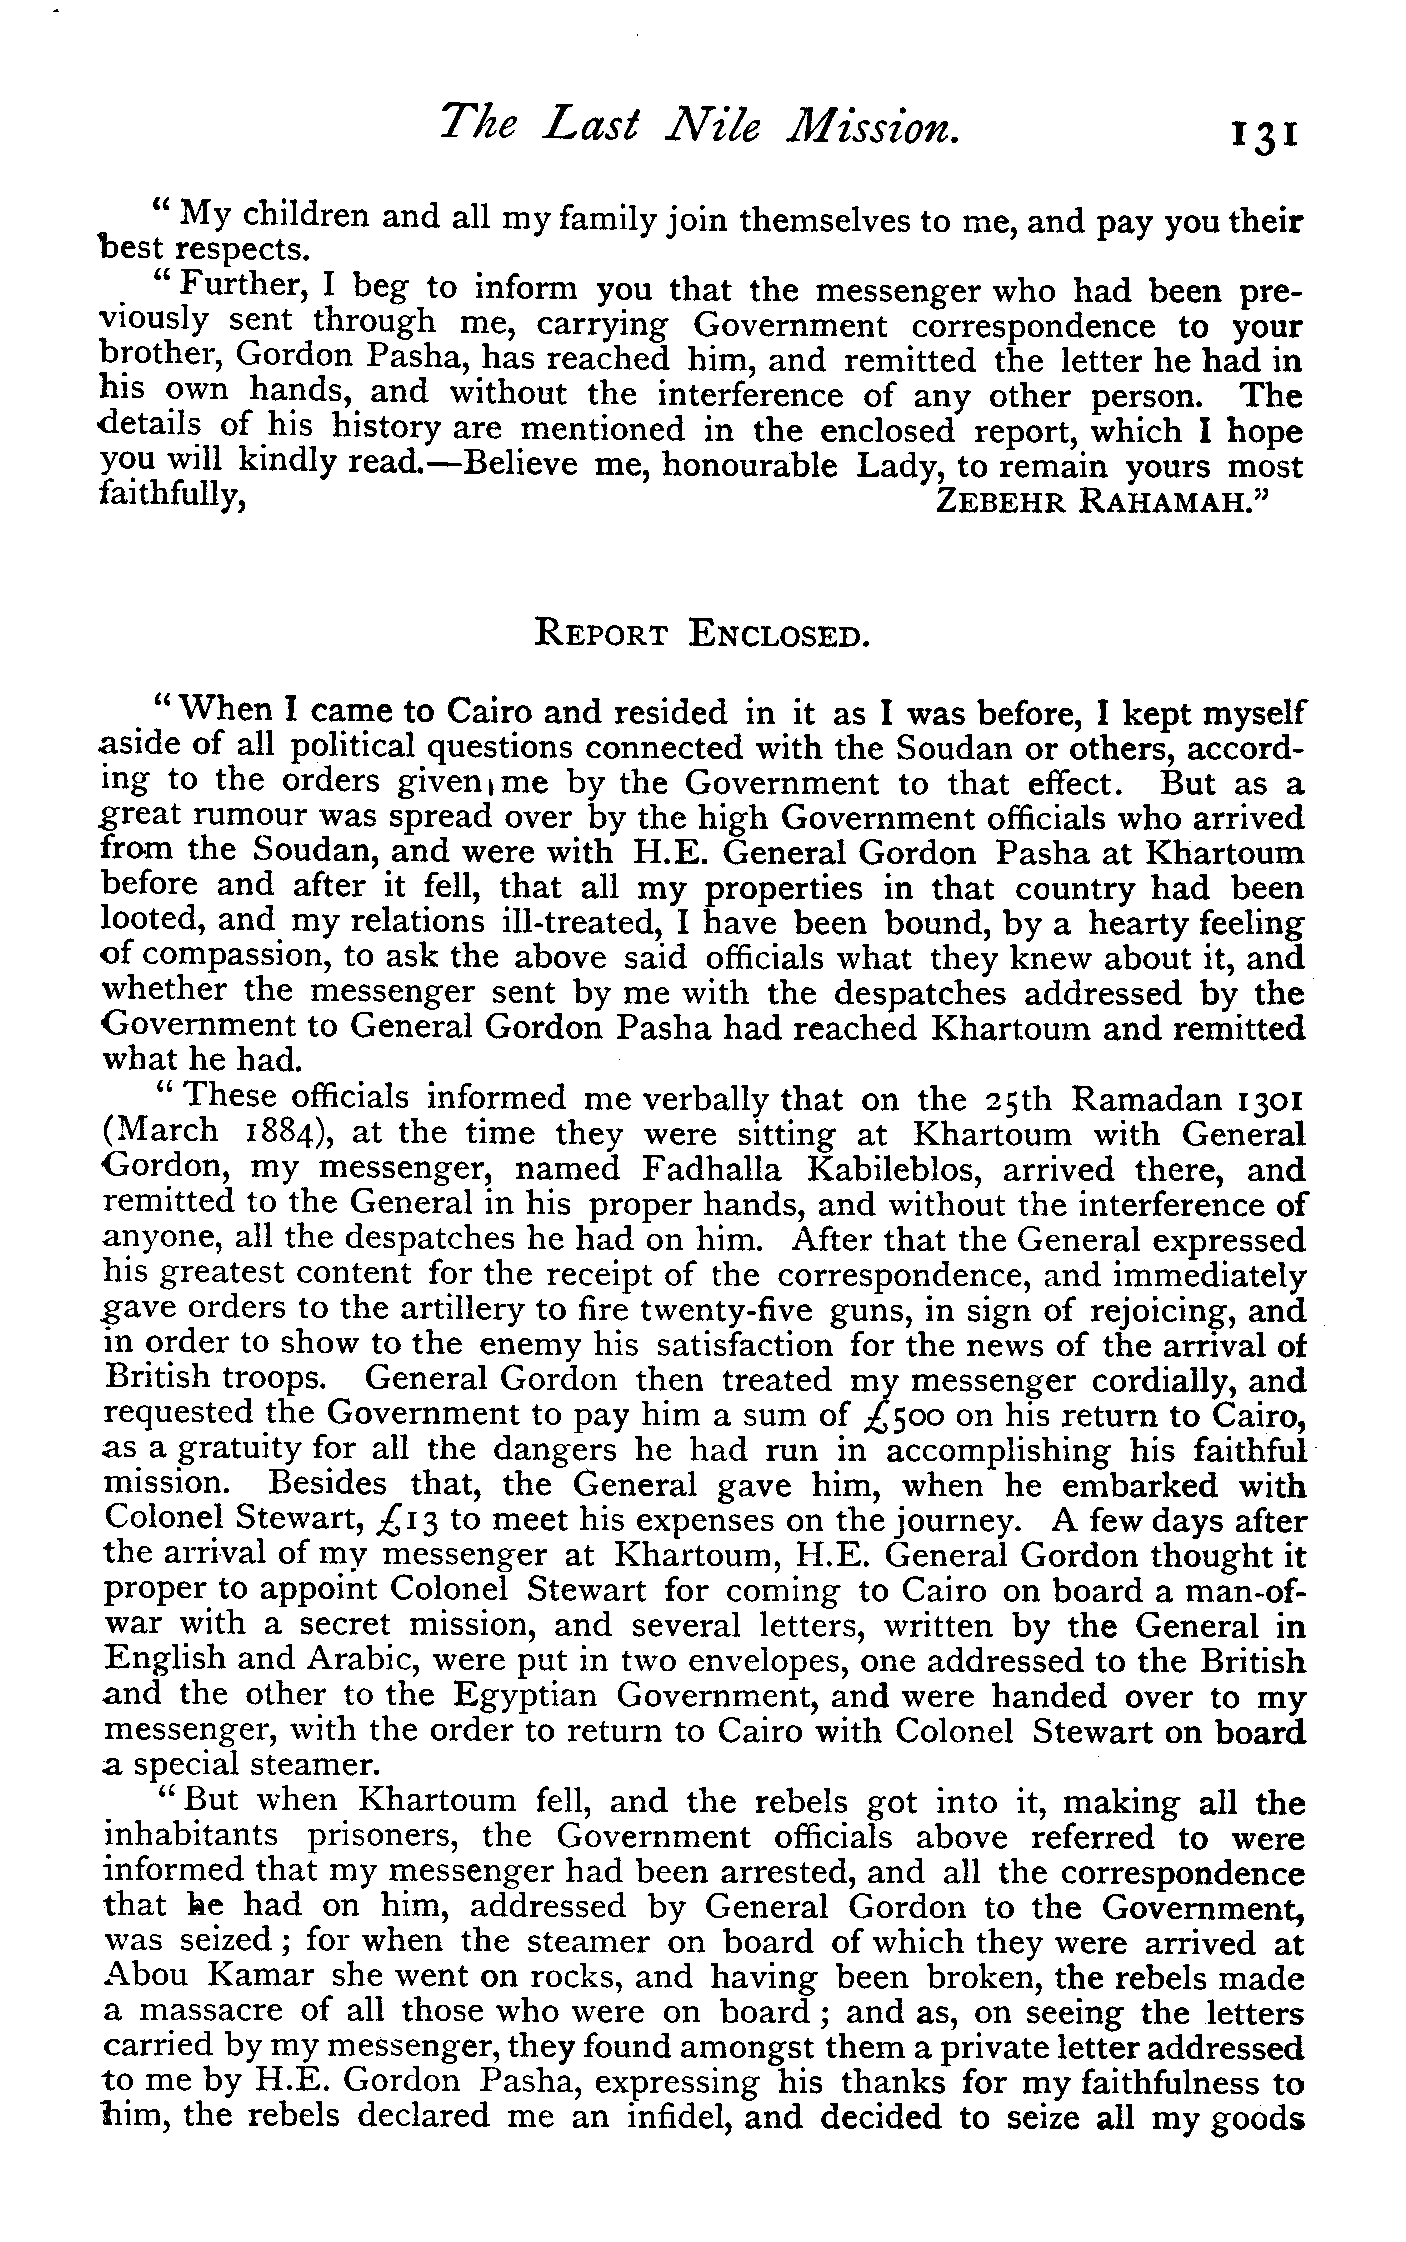 The Last Nile Mission. 131
“ My children and all my family join themselves to me, and pay you their
best respects.
“ Further, I beg to inform you that the messenger who had been pre-
viously sent through me, carrying Government correspondence to your
brother, Gordon Pasha, has reached him, and remitted the letter he had in
his own hands, and without the interference of any other person. The
details of his history are mentioned in the enclosed report, which I hope
you will kindly read.—Believe me, honourable Lady, to remain yours most
faithfully, ZEBEHR RAHAMAH.”
REPORT ENCLOSED.
“ When I came to Cairo and resided in it as I was before, I kept myself
aside of all political questions connected with the Soudan or others, accord-
ing to the orders given me by the Government to that effect. But as a
great rumour was spread over by the high Government officials who arrived
from the Soudan, and were with H.E. General Gordon Pasha at Khartoum
before and after it fell, that all my properties in that country had been
looted, and my relations ill-treated, I have been bound, by a hearty feeling
of compassion, to ask the above said officials what they knew about it, and
whether the messenger sent by me with the despatches addressed by the
Government to General Gordon Pasha had reached Khartoum and remitted
what he had.
“ These officials informed me verbally that on the 25th Ramadan 1301
(March 1884), at the time they were sitting at Khartoum with General
Gordon, my messenger, named Fadhalla Kabileblos, arrived there, and
remitted to the General in his proper hands, and without the interference of
anyone, all the despatches he had on him. After that the General expressed
his greatest content for the receipt of the correspondence, and immediately
gave orders to the artillery to fire twenty-five guns, in sign of rejoicing, and
in order to show to the enemy his satisfaction for the news of the arrival of
British troops. General Gordon then treated my messenger cordially, and
requested the Government to pay him a sum of £500 on his return to Cairo,
as a gratuity for all the dangers he had run in accomplishing his faithful
mission. Besides that, the General gave him, when he embarked with
Colonel Stewart, £13 to meet his expenses on the journey. A few days after
the arrival of my messenger at Khartoum, H.E. General Gordon thought it
proper to appoint Colonel Stewart for coming to Cairo on board a man-of-
war with a secret mission, and several letters, written by the General in
English and Arabic, were put in two envelopes, one addressed to the British
and the other to the Egyptian Government, and were handed over to my
messenger, with the order to return to Cairo with Colonel Stewart on board
a special steamer.
“ But when Khartoum fell, and the rebels got into it, making all the
inhabitants prisoners, the Government officials above referred to were
informed that my messenger had been arrested, and all the correspondence
that he had on him, addressed by General Gordon to the Government,
was seized ; for when the steamer on board of which they were arrived at
Abou Kamar she went on rocks, and having been broken, the rebels made
a massacre of all those who were on board ; and as, on seeing the letters
carried by my messenger, they found amongst them a private letter addressed
to me by H.E. Gordon Pasha, expressing his thanks for my faithfulness to
him, the rebels declared me an infidel, and decided to seize all my goods